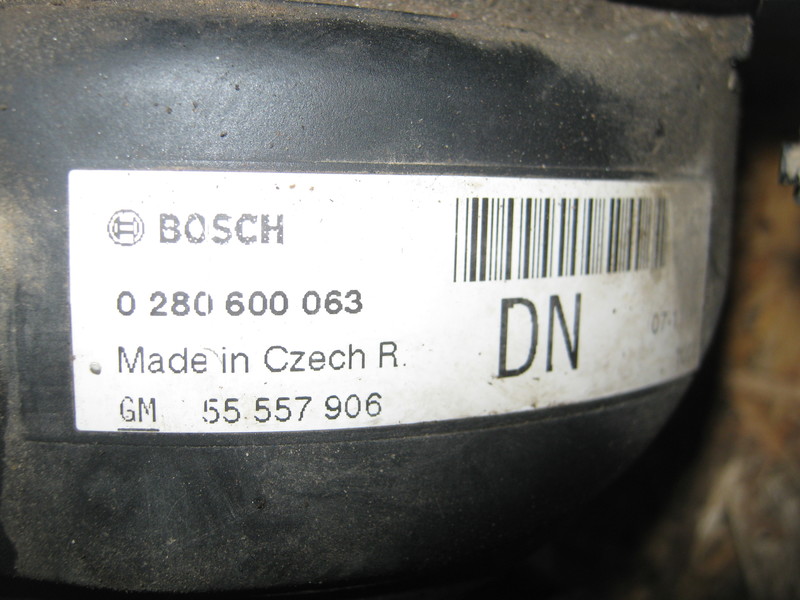 BOSCH
0 280 600 063
Made in Czech R.
GM 55 557 906
DN